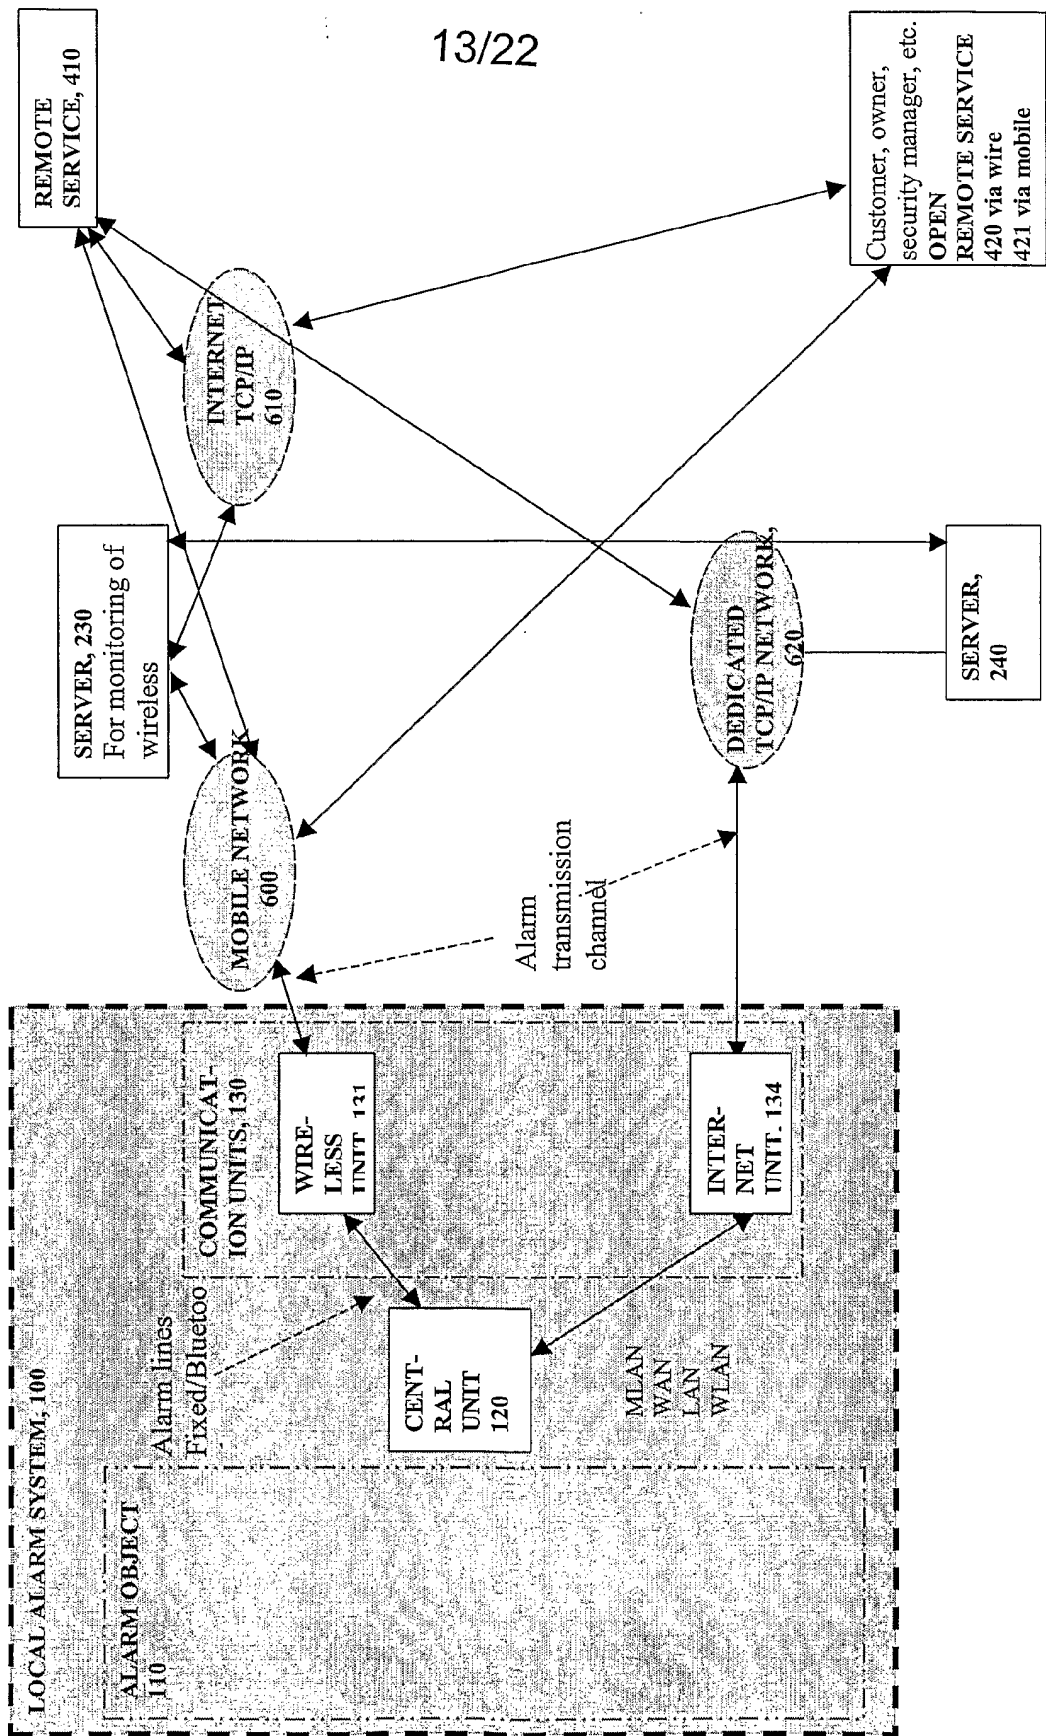 13/22
LOCAL ALARM SYSTEM, 100
ALARM OBJECT
110
Alarm lines
Fixed/Bluetoo
CENT-
RAL
UNIT
120
MLAN
WAN
LAN
WLAN
COMMUNICAT-
ION UNITS, 130
WIRE-
LESS
UNIT, 131
INTER-
NET
UNIT, 134
Alarm
transmission
channel
MOBILE NETWORK
600
SERVER, 230
For monitoring of
wireless
INTERNET
TCP/IP
610
DEDICATED
TCP/IP NETWORK,
620
SERVER,
240
REMOTE
SERVICE, 410
Customer, owner,
security manager, etc.
OPEN
REMOTE SERVICE
420 via wire
421 via mobile